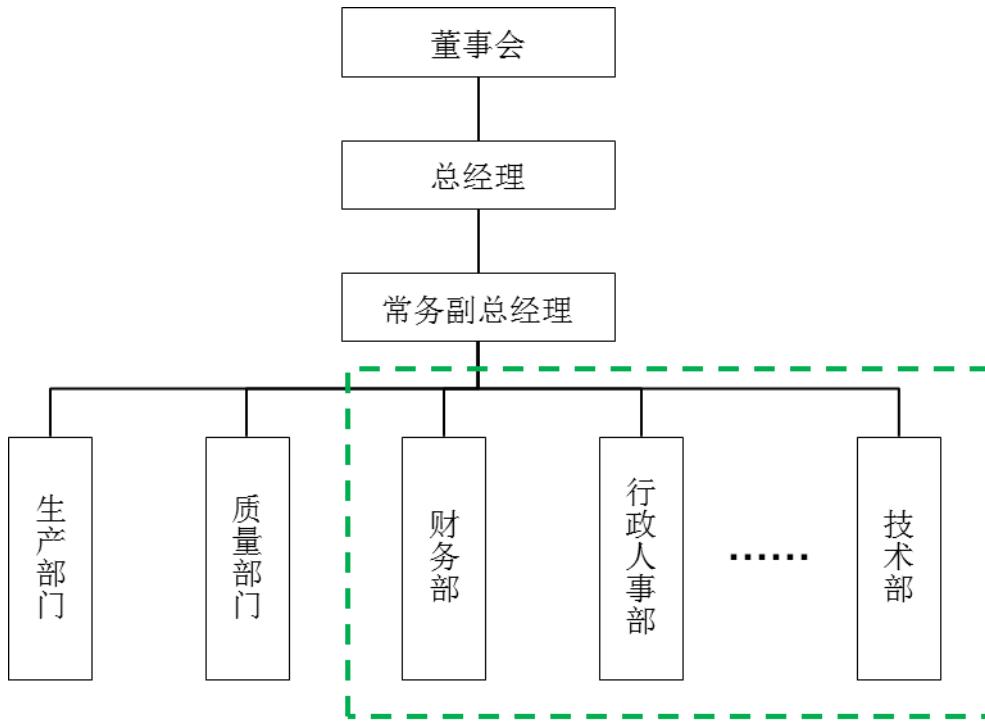 董事会
总经理
常务副总经理
生产部门
质量部门
财务部
行政人事部
......
技术部